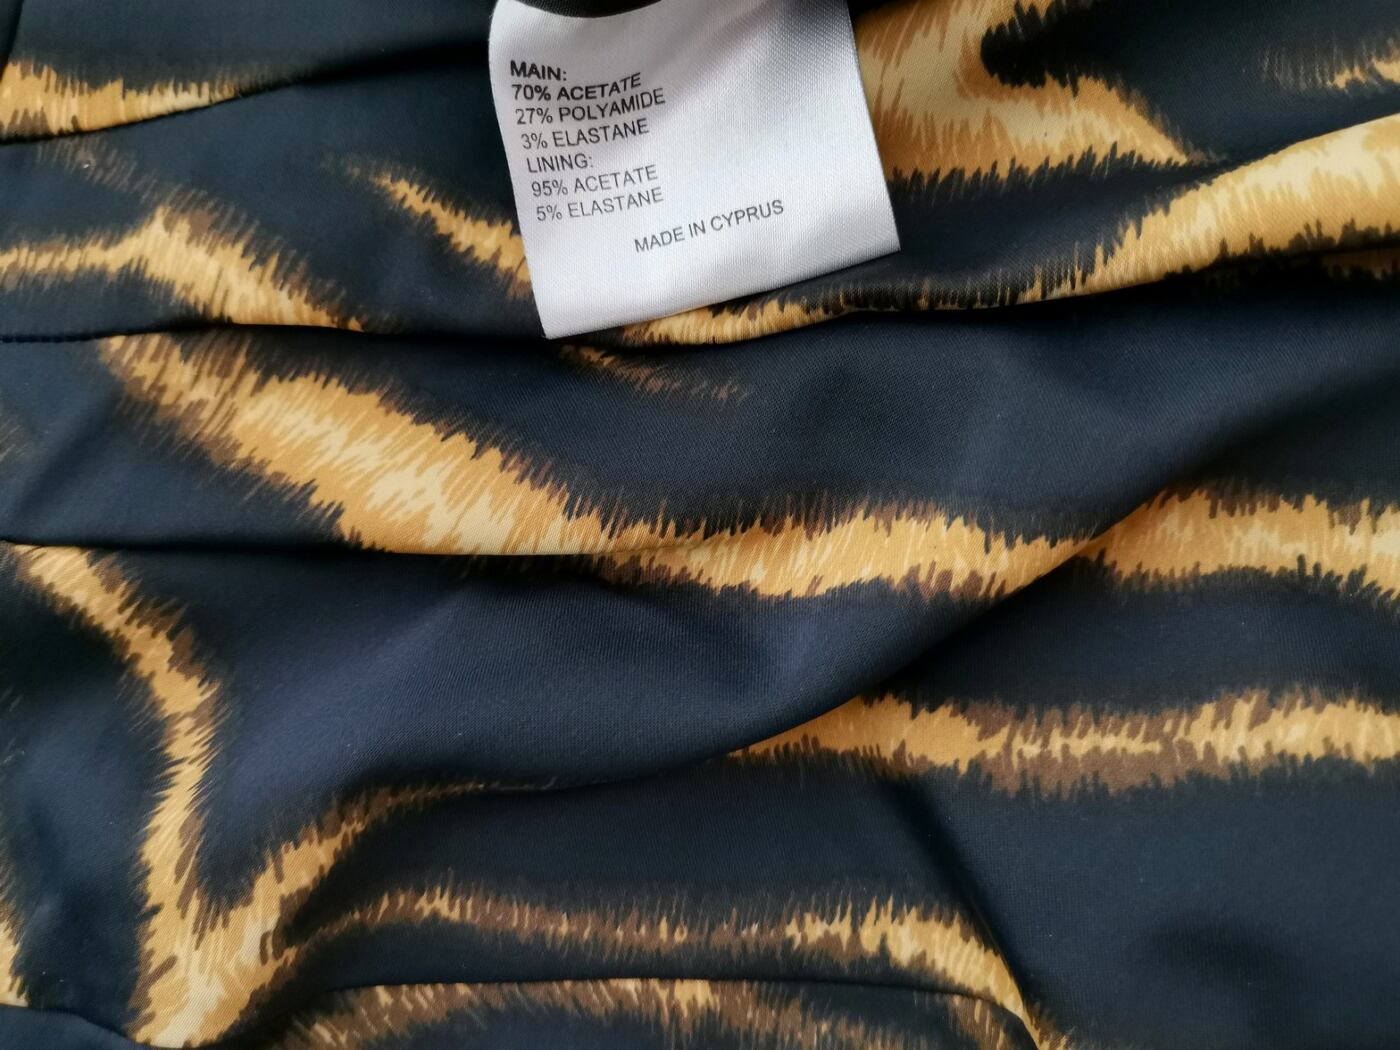 MAIN:
70% ACETATE
27% POLYAMIDE
3% ELASTANE
LINING:
95% ACETATE
5% ELASTANE
MADE IN CYPRUS